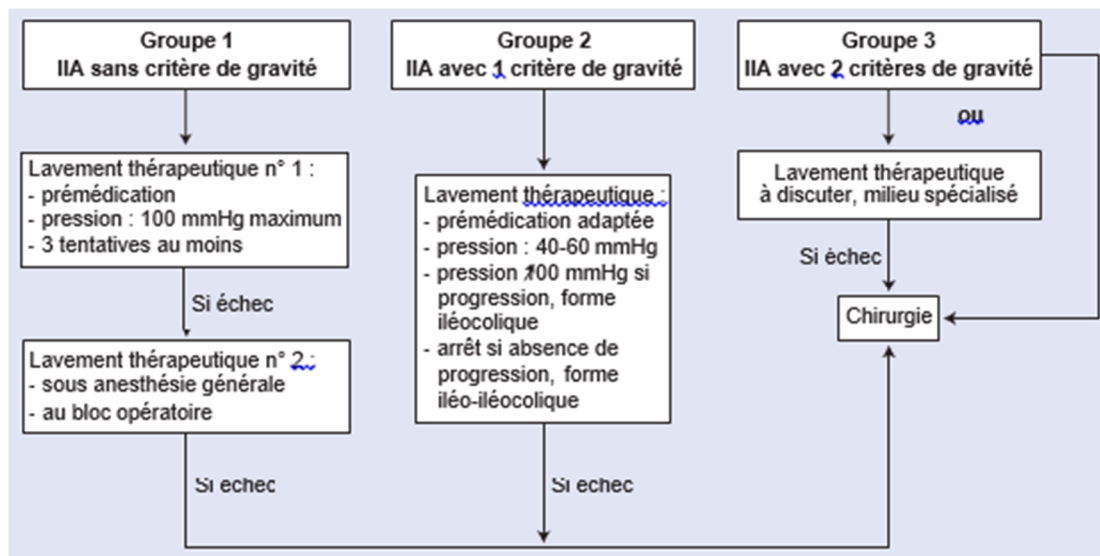 Groupe 1
IIA sans critère de gravité
Lavement thérapeutique n° 1 :
- prémédication
- pression : 100 mmHg maximum
- 3 tentatives au moins
Si échec
Lavement thérapeutique n° 2 :
- sous anesthésie générale
- au bloc opératoire
Si echec
Groupe 2
IIA avec 1 critère de gravité
Lavement thérapeutique :
- prémédication adaptée
- pression : 40-60 mmHg
- pression 100 mmHg si
progression, forme
iléocolique
- arrêt si absence de
progression, forme
iléo-iléocolique
Si echec
Groupe 3
IIA avec 2 critères de gravité
ou
Lavement thérapeutique
à discuter, milieu spécialisé
Si échec
Chirurgie